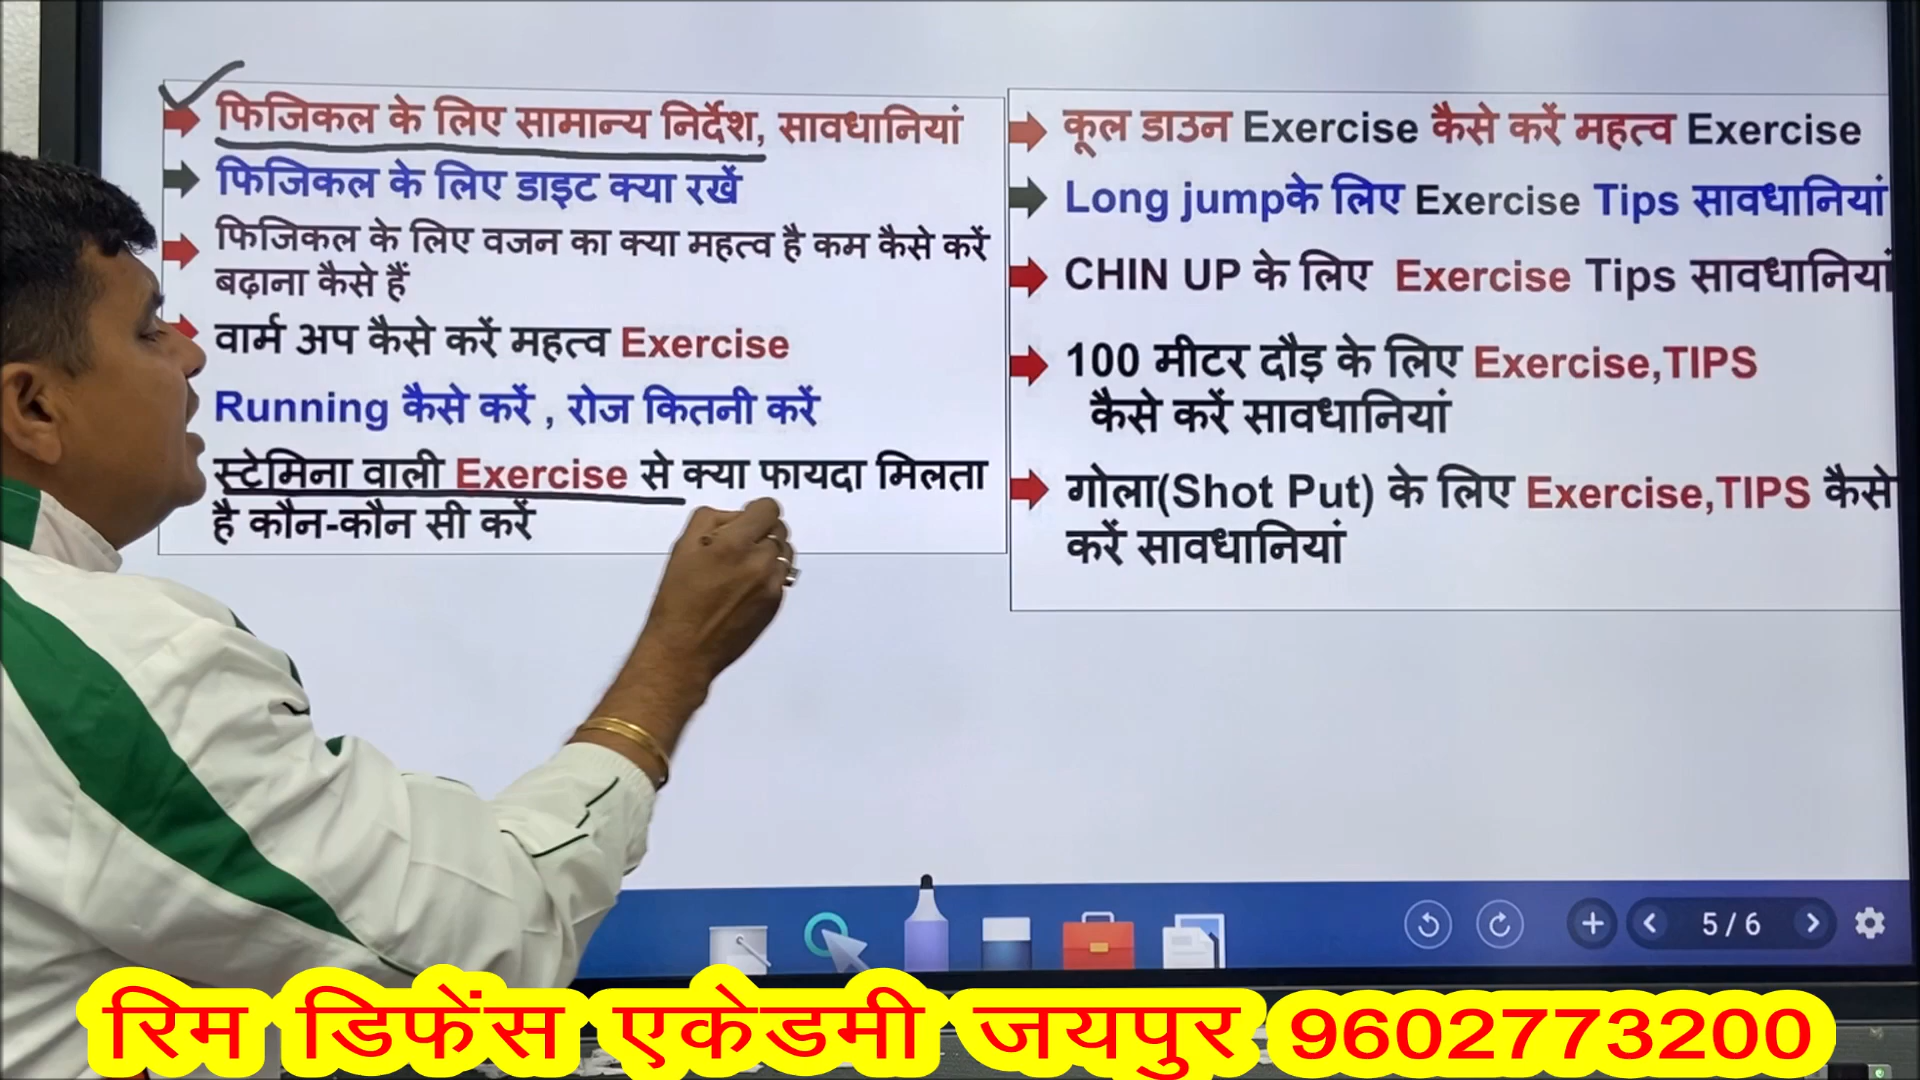 फिजिकल के लिए सामान्य निर्देश, सावधानियां
फिजिकल के लिए डाइट क्या रखें
फिजिकल के लिए वजन का क्या महत्व है कम कैसे करें
बढ़ाना कैसे हैं
वार्म अप कैसे करें महत्व Exercise
Running कैसे करें , रोज कितनी करें
स्टेमिना वाली Exercise से क्या फायदा मिलता
है कौन-कौन सी करें
कूल डाउन Exercise कैसे करें महत्व Exercise
Long jumpके लिए Exercise Tips सावधानियां
CHIN UP के लिए Exercise Tips सावधानियां
100 मीटर दौड़ के लिए Exercise,TIPS
कैसे करें सावधानियां
गोला(Shot Put) के लिए Exercise,TIPS कैसे
करें सावधानियां
5 / 6
रिम डिफेंस एकेडमी जयपुर 9602773200